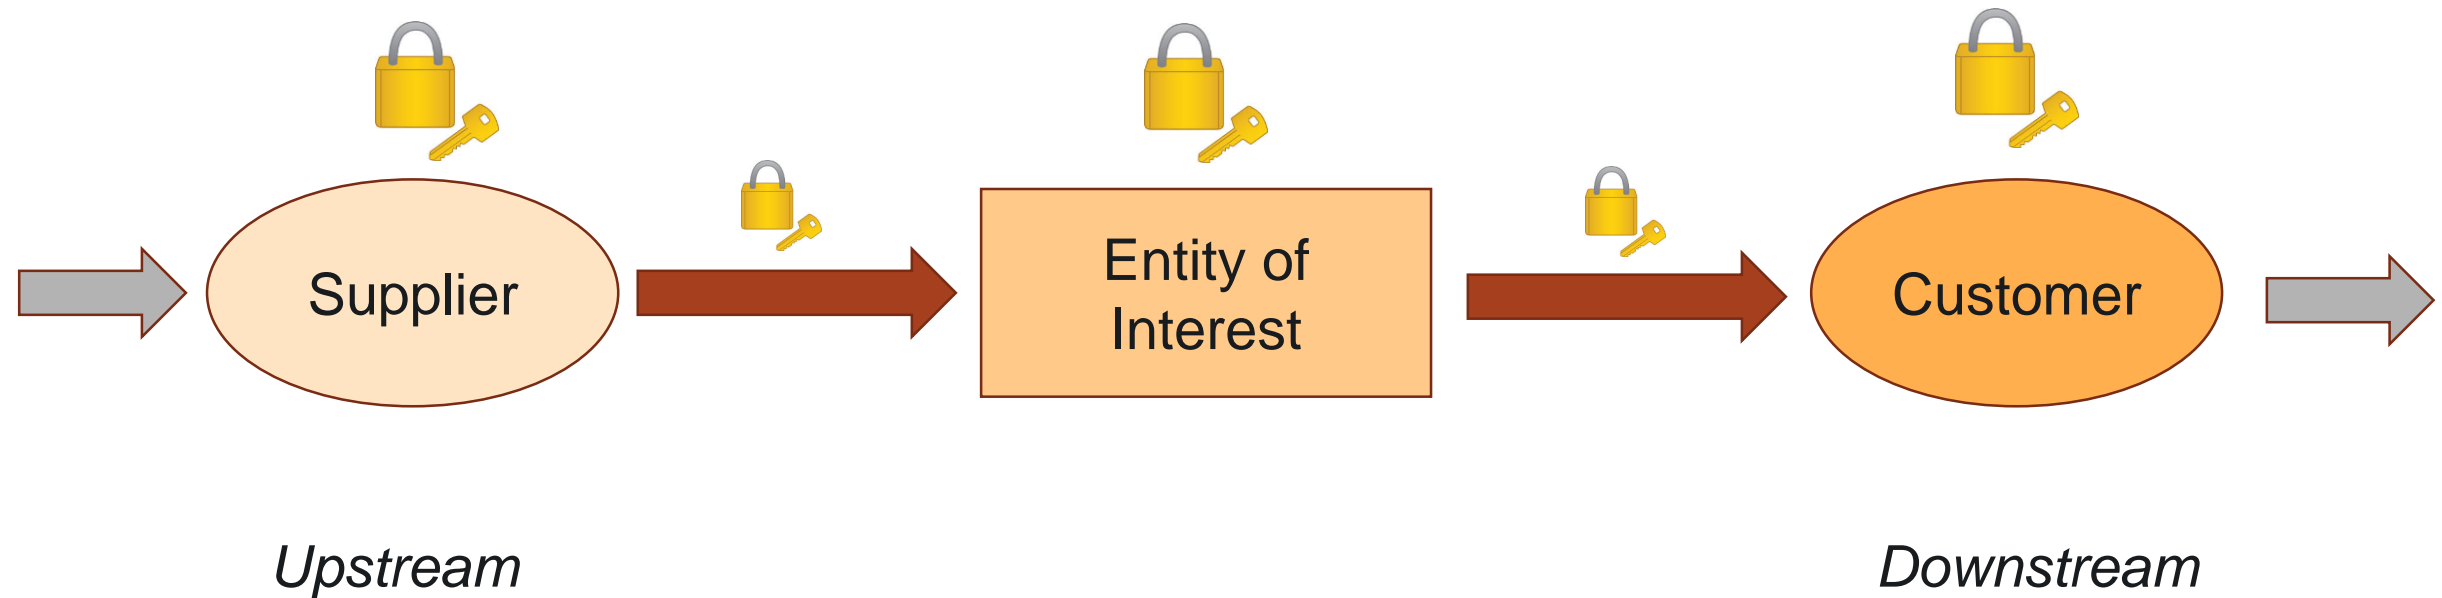 Supplier
Entity of
Interest
Customer
Upstream
Downstream